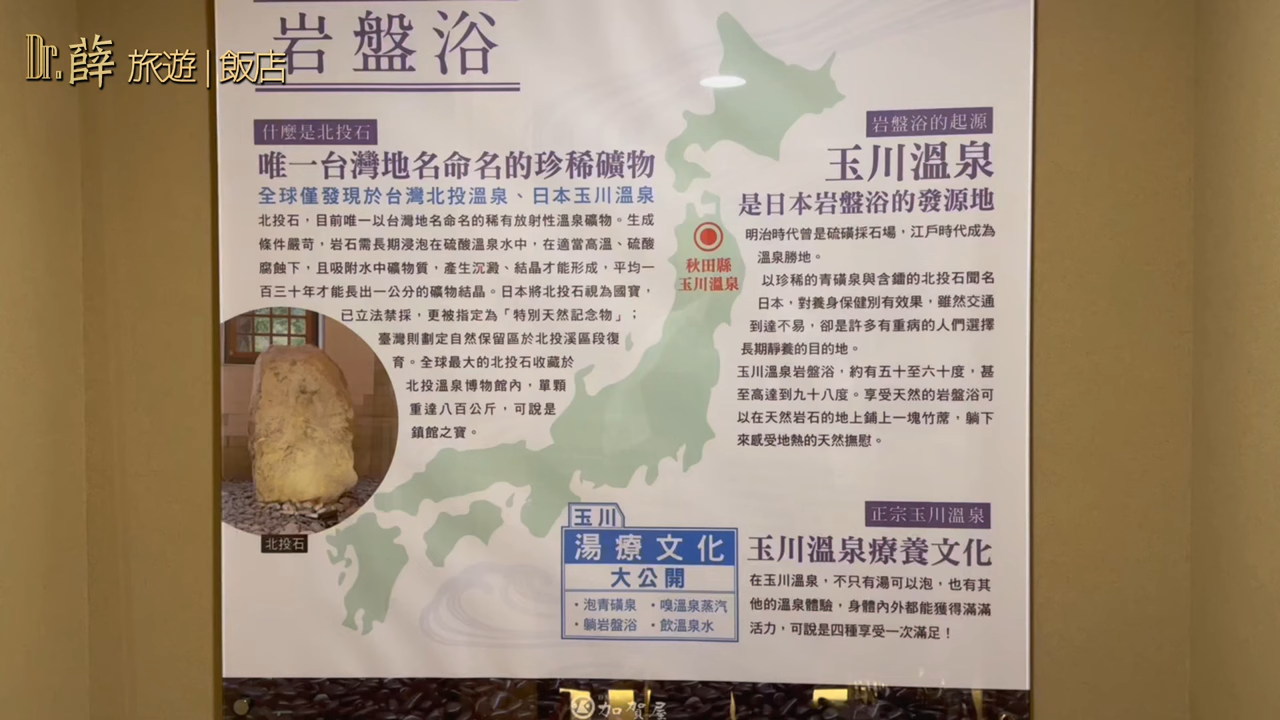 Dr.薛 旅遊|飯店
岩盤浴
什麼是北投石
唯一台灣地名命名的珍稀礦物
全球僅發現於台灣北投溫泉、日本玉川溫泉
北投石，目前唯一以台灣地名命名的稀有放射性溫泉礦物。生成
條件嚴苛，岩石需長期浸泡在硫酸溫泉水中，在適當高溫、硫酸
腐蝕下，且吸附水中礦物質，產生沉澱、結晶才能形成，平均一
百三十年才能長出一公分的礦物結晶。日本將北投石視為國寶，
已立法禁採，更被指定為「特別天然記念物」；
臺灣則劃定自然保留區於北投溪區段復
育。全球最大的北投石收藏於
北投溫泉博物館內，單顆
重達八百公斤，可說是
鎮館之寶。
北投石
秋田縣
玉川溫泉
岩盤浴的起源
玉川溫泉
是日本岩盤浴的發源地
明治時代曾是硫磺採石場，江戶時代成為
溫泉勝地。
以珍稀的青磺泉與含鐳的北投石聞名
日本，對養身保健別有效果，雖然交通
到達不易，卻是許多有重病的人們選擇
長期靜養的目的地。
玉川溫泉岩盤浴，約有五十至六十度，甚
至高達到九十八度。享受天然的岩盤浴可
以在天然岩石的地上鋪上一塊竹蓆，躺下
來感受地熱的天然撫慰。
玉川
湯療文化
大公開
・泡青磺泉 ・嗅溫泉蒸汽
・躺岩盤浴 ・飲溫泉水
正宗玉川溫泉
玉川溫泉療養文化
在玉川溫泉，不只有湯可以泡，也有其
他的溫泉體驗，身體內外都能獲得滿滿
活力，可說是四種享受一次滿足！
加賀屋